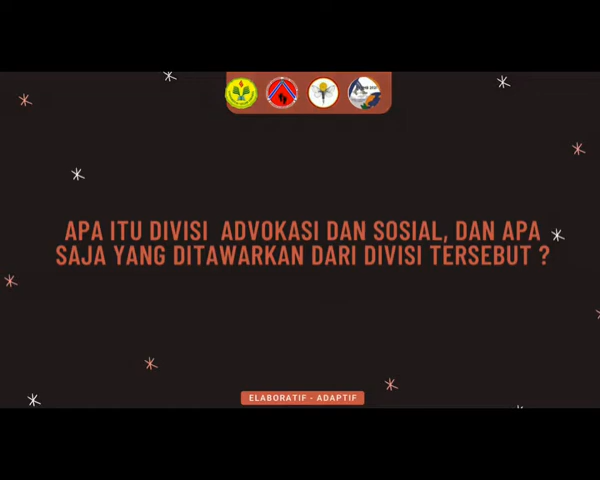 APA ITU DIVISI ADVOKASI DAN SOSIAL, DAN APA
SAJA YANG DITAWARKAN DARI DIVISI TERSEBUT ?
ELABORATIF - ADAPTIF